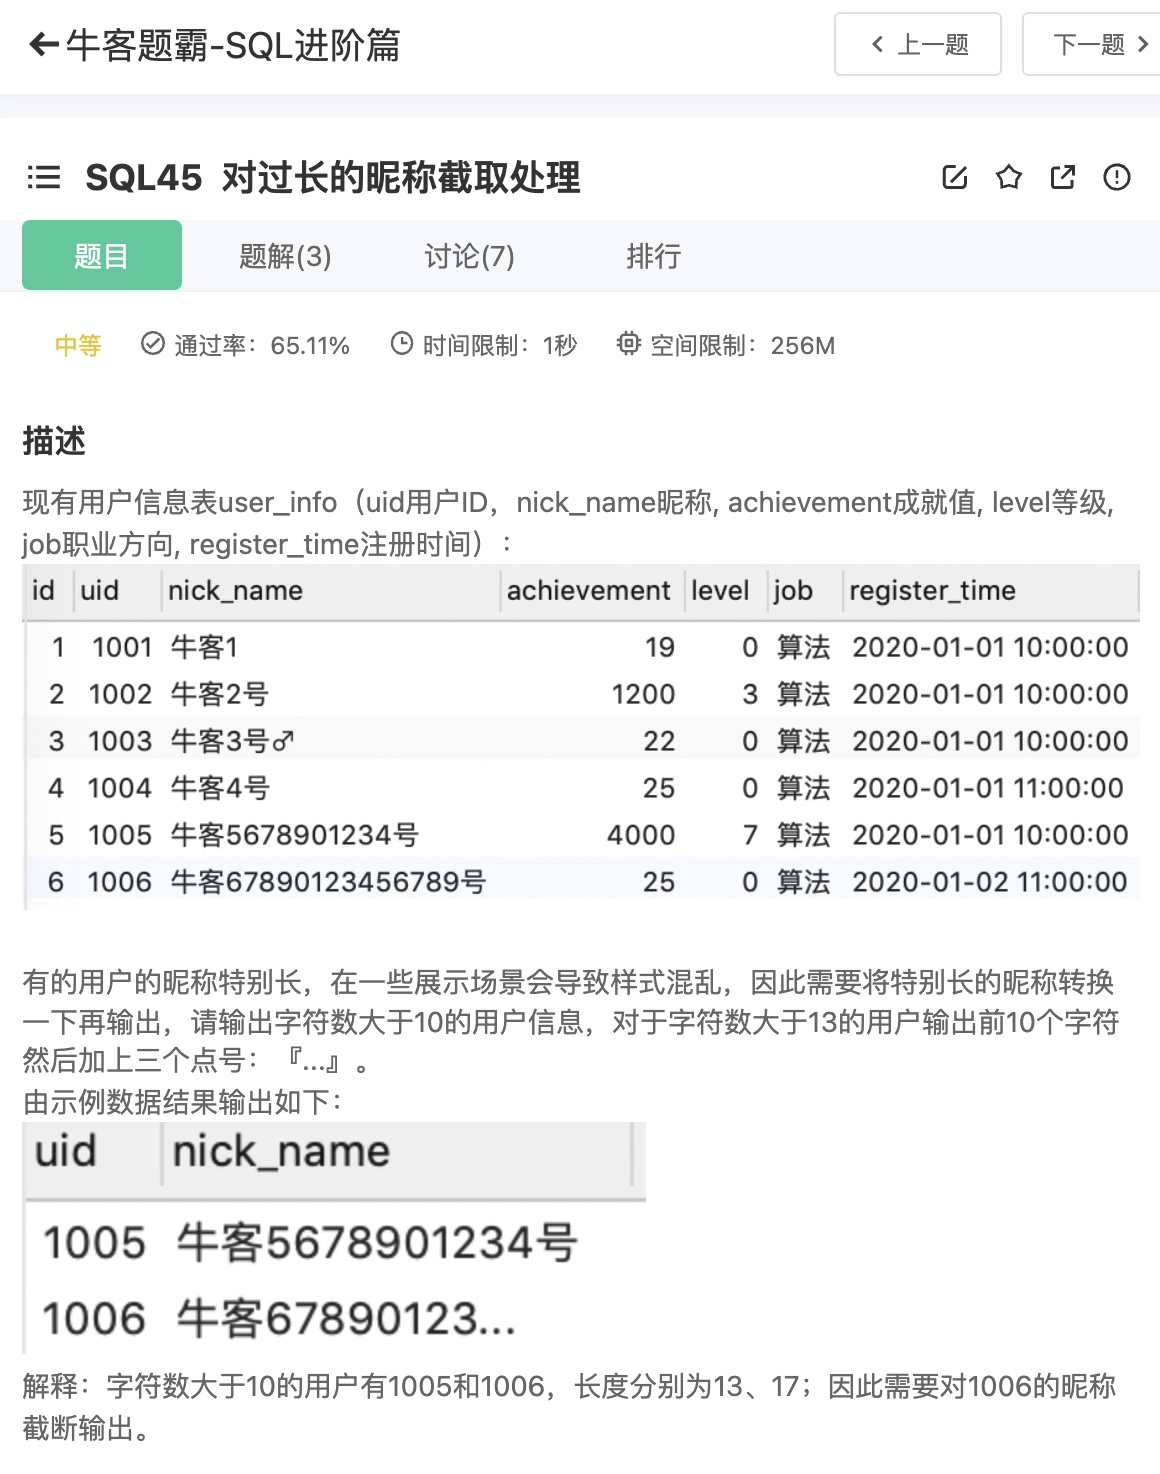 牛客题霸-SQL进阶篇
上一题
下一题
SQL45 对过长的昵称截取处理
题目 题解(3) 讨论(7) 排行
中等 通过率：65.11% 时间限制：1秒 空间限制：256M
描述
现有用户信息表user_info（uid用户ID，nick_name昵称, achievement成就值, level等级,
job职业方向, register_time注册时间）：
id uid nick_name achievement level job register_time
1 1001 牛客1 19 0 算法 2020-01-01 10:00:00
2 1002 牛客2号 1200 3 算法 2020-01-01 10:00:00
3 1003 牛客3号♂ 22 0 算法 2020-01-01 10:00:00
4 1004 牛客4号 25 0 算法 2020-01-01 11:00:00
5 1005 牛客5678901234号 4000 7 算法 2020-01-01 10:00:00
6 1006 牛客67890123456789号 25 0 算法 2020-01-02 11:00:00
有的用户的昵称特别长，在一些展示场景会导致样式混乱，因此需要将特别长的昵称转换
一下再输出，请输出字符数大于10的用户信息，对于字符数大于13的用户输出前10个字符
然后加上三个点号：『...』。
由示例数据结果输出如下：
uid nick_name
1005 牛客5678901234号
1006 牛客67890123...
解释：字符数大于10的用户有1005和1006，长度分别为13、17；因此需要对1006的昵称
截断输出。